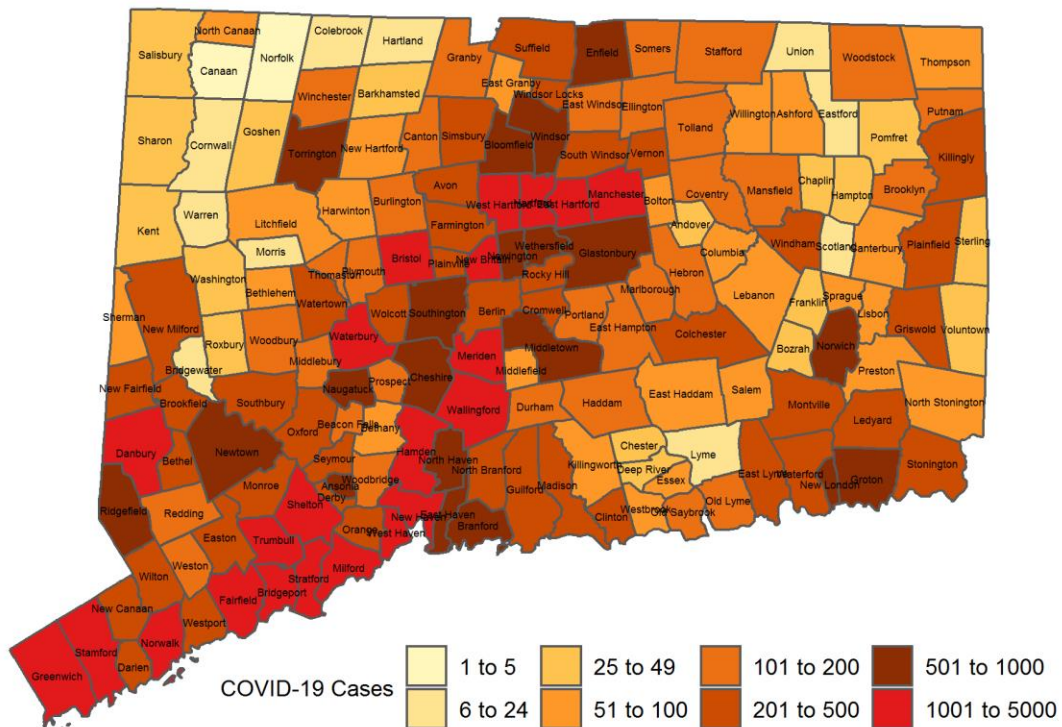 North Canaan
Colebrook
Hartland
Suffield
Enfield
Somers
Stafford
Union
Woodstock
Thompson
Salisbury
Canaan
Norfolk
Granby
East Granby
Windsor Locks
Winchester
Barkhamsted
East Windsor
Ellington
Willington
Ashford
Eastford
Putnam
Pomfret
Sharon
Cornwall
Goshen
Torrington
New Hartford
Canton
Simsbury
Bloomfield
Windsor
South Windsor
Vernon
Tolland
Killingly
Avon
Manchester
Coventry
Mansfield
Chaplin
Hampton
Brooklyn
Kent
Warren
Litchfield
Harwinton
Burlington
West Hartford
Hartford
East Hartford
Bolton
Andover
Farmington
Morris
Bristol
Plainville
New Britain
Newington
Wethersfield
Glastonbury
Columbia
Windham
Scotland
Canterbury
Plainfield
Sterling
Washington
Bethlehem
Thomaston
Plymouth
Rocky Hill
Hebron
Marlborough
Lebanon
Franklin
Sprague
Lisbon
Sherman
New Milford
Watertown
Wolcott
Southington
Berlin
Cromwell
Portland
East Hampton
Colchester
Griswold
Voluntown
Roxbury
Woodbury
Waterbury
Bridgewater
Middlebury
Meriden
Middletown
Middlefield
Bozrah
Norwich
Preston
New Fairfield
Brookfield
Southbury
Naugatuck
Prospect
Cheshire
Wallingford
Durham
Haddam
East Haddam
Salem
North Stonington
Oxford
Beacon Falls
Bethany
Montville
Ledyard
Danbury
Bethel
Newtown
Seymour
Hamden
North Haven
North Branford
Killingworth
Chester
Deep River
Lyme
Essex
East Lyme
Waterford
New London
Groton
Stonington
Monroe
Ansonia
Derby
Woodbridge
Guilford
Madison
Ridgefield
Redding
Shelton
Orange
New Haven
East Haven
West Haven
Branford
Clinton
Westbrook
Old Saybrook
Old Lyme
Easton
Trumbull
Weston
Wilton
Milford
Stratford
Bridgeport
Fairfield
New Canaan
Westport
Norwalk
Darien
Stamford
Greenwich
COVID-19 Cases
1 to 5
25 to 49
101 to 200
501 to 1000
6 to 24
51 to 100
201 to 500
1001 to 5000